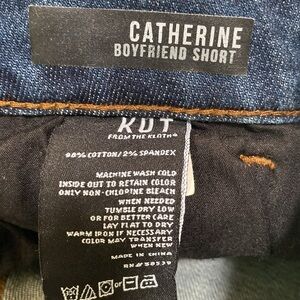 CATHERINE
BOYFRIEND SHORT
KUT
FROM THE KLOTH
98% COTTON/2% SPANDEX
MACHINE WASH COLD
INSIDE OUT TO RETAIN COLOR
ONLY NON-CHLORINE BLEACH
WHEN NEEDED
TUMBLE DRY LOW
OR FOR BETTER CARE
LAY FLAT TO DRY
WARM IRON IF NECESSARY
COLOR MAY TRANSFER
WHEN NEW
MADE IN CHINA
RN#
OR